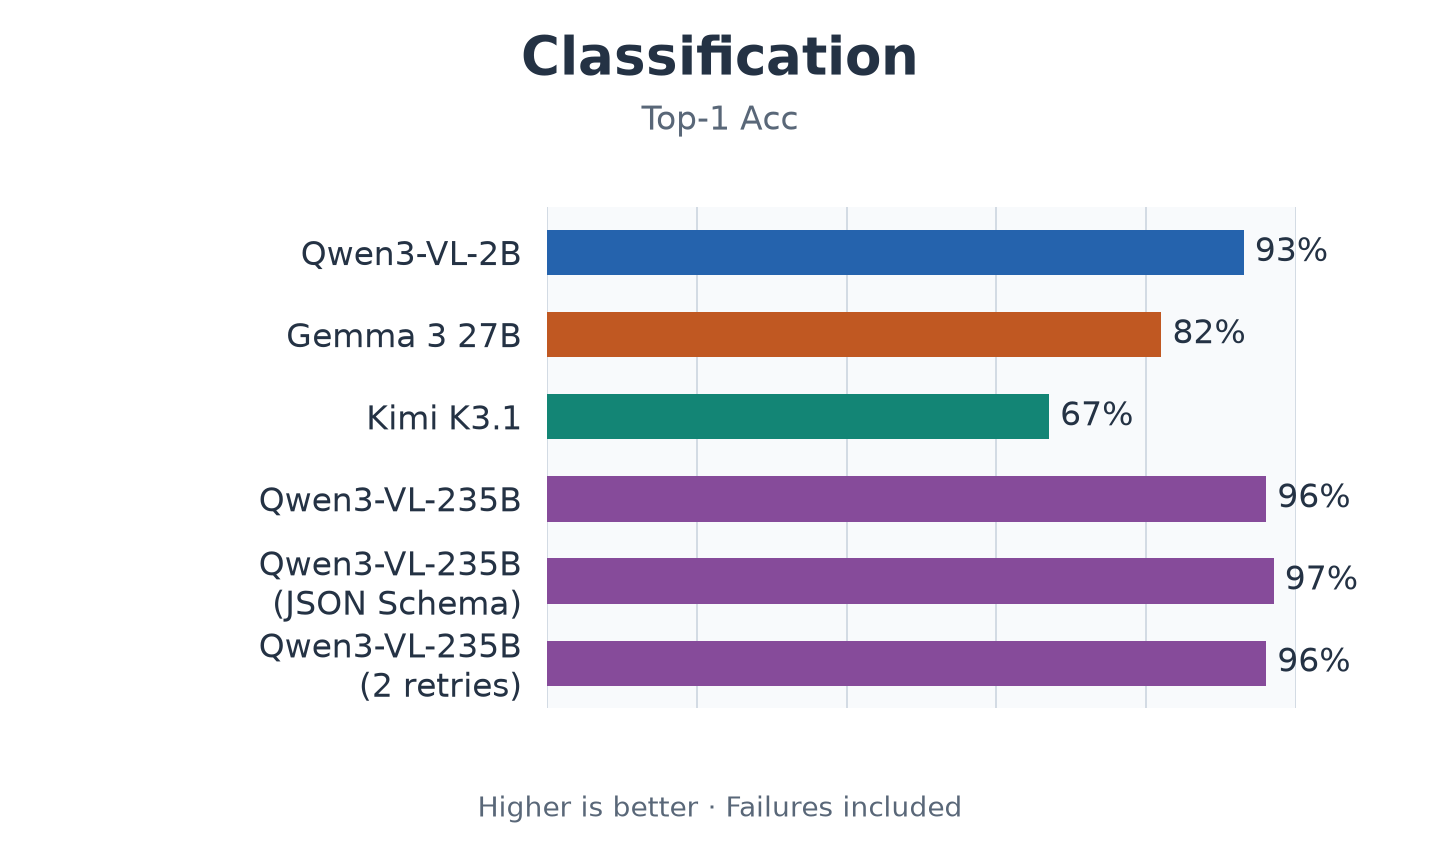 Classification
Top-1 Acc
Qwen3-VL-2B 93%
Gemma 3 27B 82%
Kimi K3.1 67%
Qwen3-VL-235B 96%
Qwen3-VL-235B
(JSON Schema) 97%
Qwen3-VL-235B
(2 retries) 96%
Higher is better · Failures included